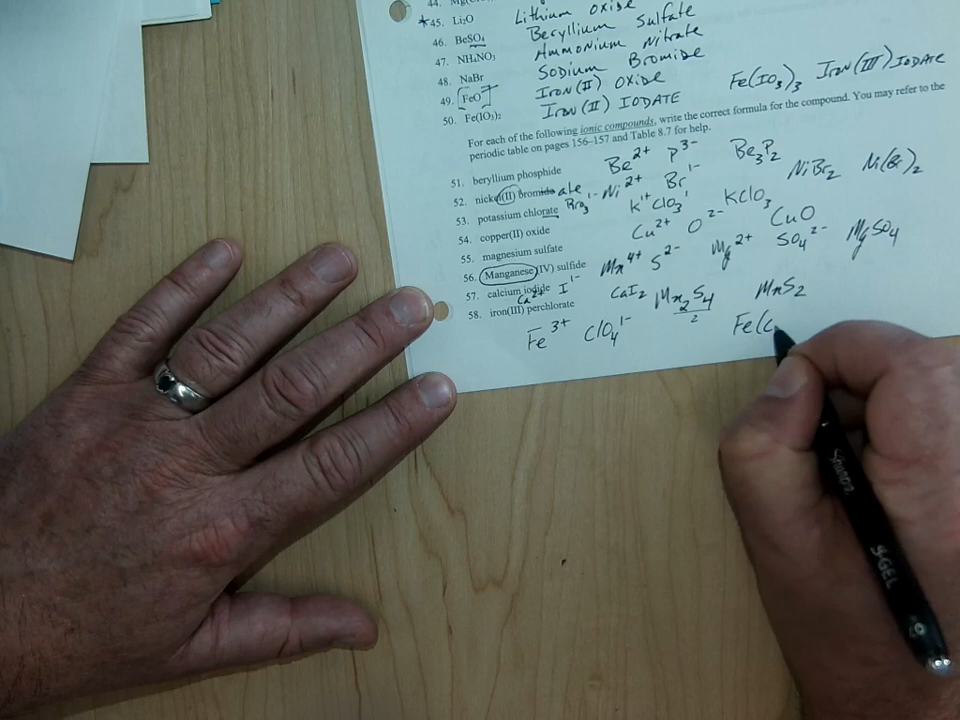 44.
*45. Li₂O Lithium Oxide
46. BeSO₄ Beryllium Sulfate
47. NH₄NO₃ Ammonium Nitrate
48. NaBr Sodium Bromide
49. FeO Iron (II) Oxide
50. Fe(IO₃)₂ Iron (II) IODATE Fe(IO₃)₃ Iron (III) IODATE
For each of the following ionic compounds, write the correct formula for the compound. You may refer to the
periodic table on pages 156–157 and Table 8.7 for help.
51. beryllium phosphide Be²⁺ P³⁻ Be₃P₂
52. nickel(II) bromide ate BrO₃¹⁻ Ni²⁺ Br¹⁻ NiBr₂ Ni(Br)₂
53. potassium chlorate K¹⁺ ClO₃¹⁻ KClO₃
54. copper(II) oxide Cu²⁺ O²⁻ CuO
55. magnesium sulfate Mg²⁺ SO₄²⁻ MgSO₄
56. Manganese(IV) sulfide Mn⁴⁺ S²⁻ Mn₂S₄ 2 MnS₂
57. calcium iodide Ca²⁺ I¹⁻ CaI₂
58. iron(III) perchlorate Fe³⁺ ClO₄¹⁻ Fe(C
SHARPIE
S-GEL